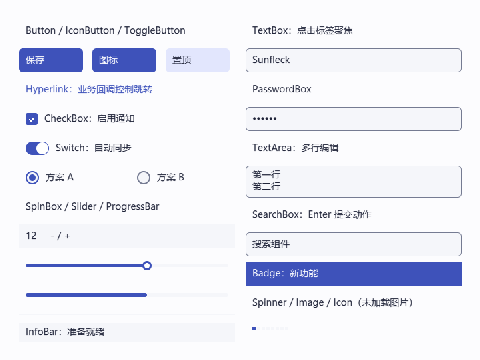 Button / IconButton / ToggleButton
保存
图标
置顶
Hyperlink：业务回调控制跳转
CheckBox：启用通知
Switch：自动同步
方案 A
方案 B
SpinBox / Slider / ProgressBar
12 - / +
InfoBar：准备就绪
TextBox：点击标签聚焦
Sunfleck
PasswordBox
••••••
TextArea：多行编辑
第一行
第二行
SearchBox：Enter 提交动作
搜索组件
Badge：新功能
Spinner / Image / Icon（未加载图片）